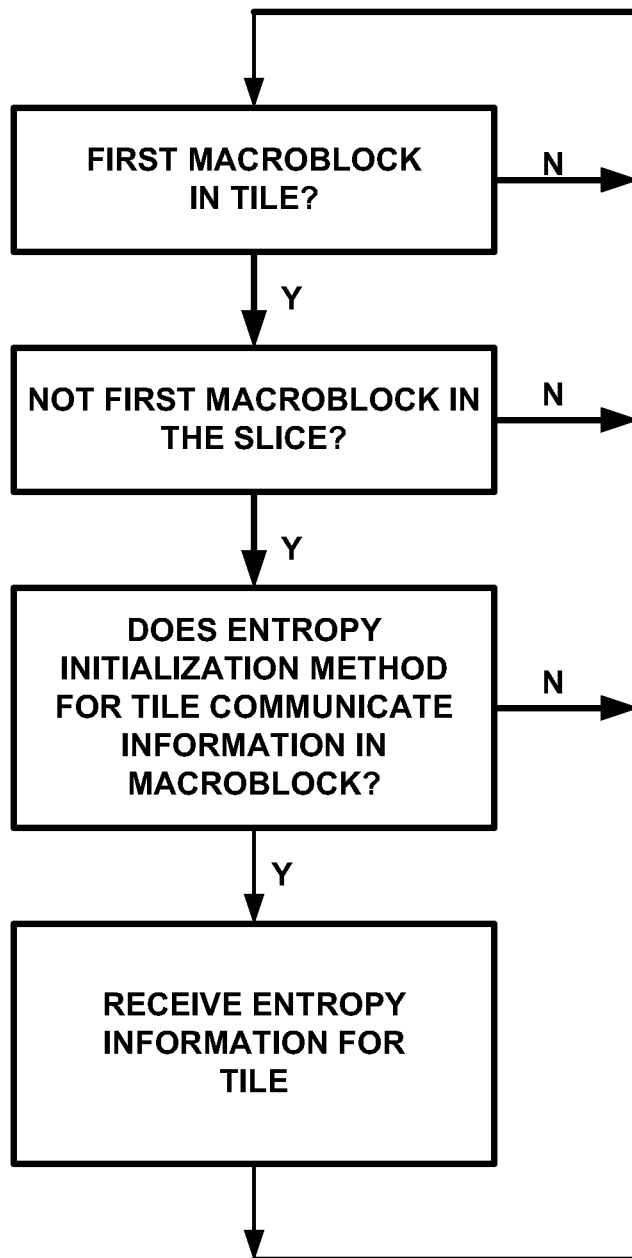 FIRST MACROBLOCK
IN TILE?
N
Y
NOT FIRST MACROBLOCK IN
THE SLICE?
N
Y
DOES ENTROPY
INITIALIZATION METHOD
FOR TILE COMMUNICATE
INFORMATION IN
MACROBLOCK?
N
Y
RECEIVE ENTROPY
INFORMATION FOR
TILE